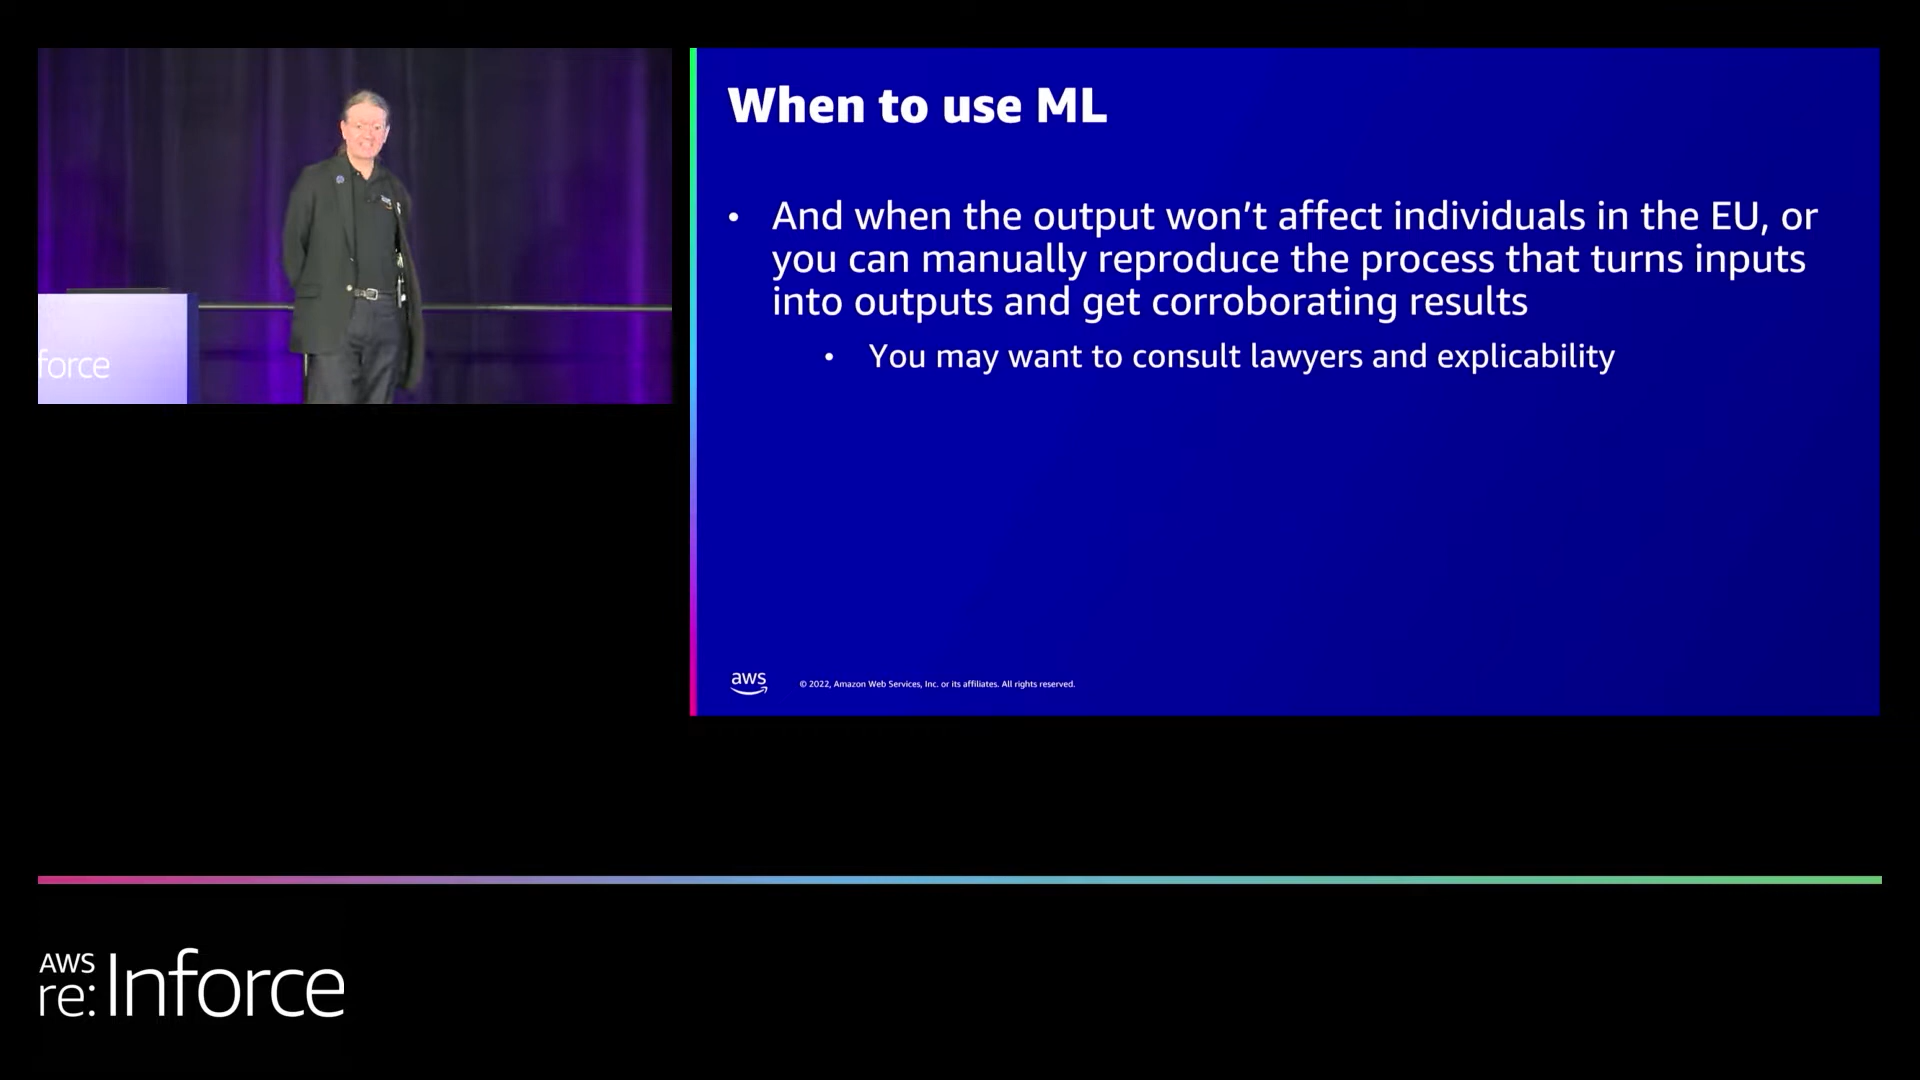 force
When to use ML
• And when the output won’t affect individuals in the EU, or
you can manually reproduce the process that turns inputs
into outputs and get corroborating results
• You may want to consult lawyers and explicability
aws
© 2022, Amazon Web Services, Inc. or its affiliates. All rights reserved.
AWS
re: Inforce